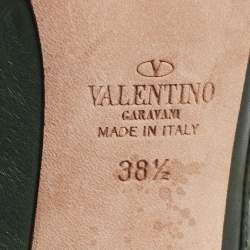 V
VALENTINO
GARAVANI
MADE IN ITALY
38½